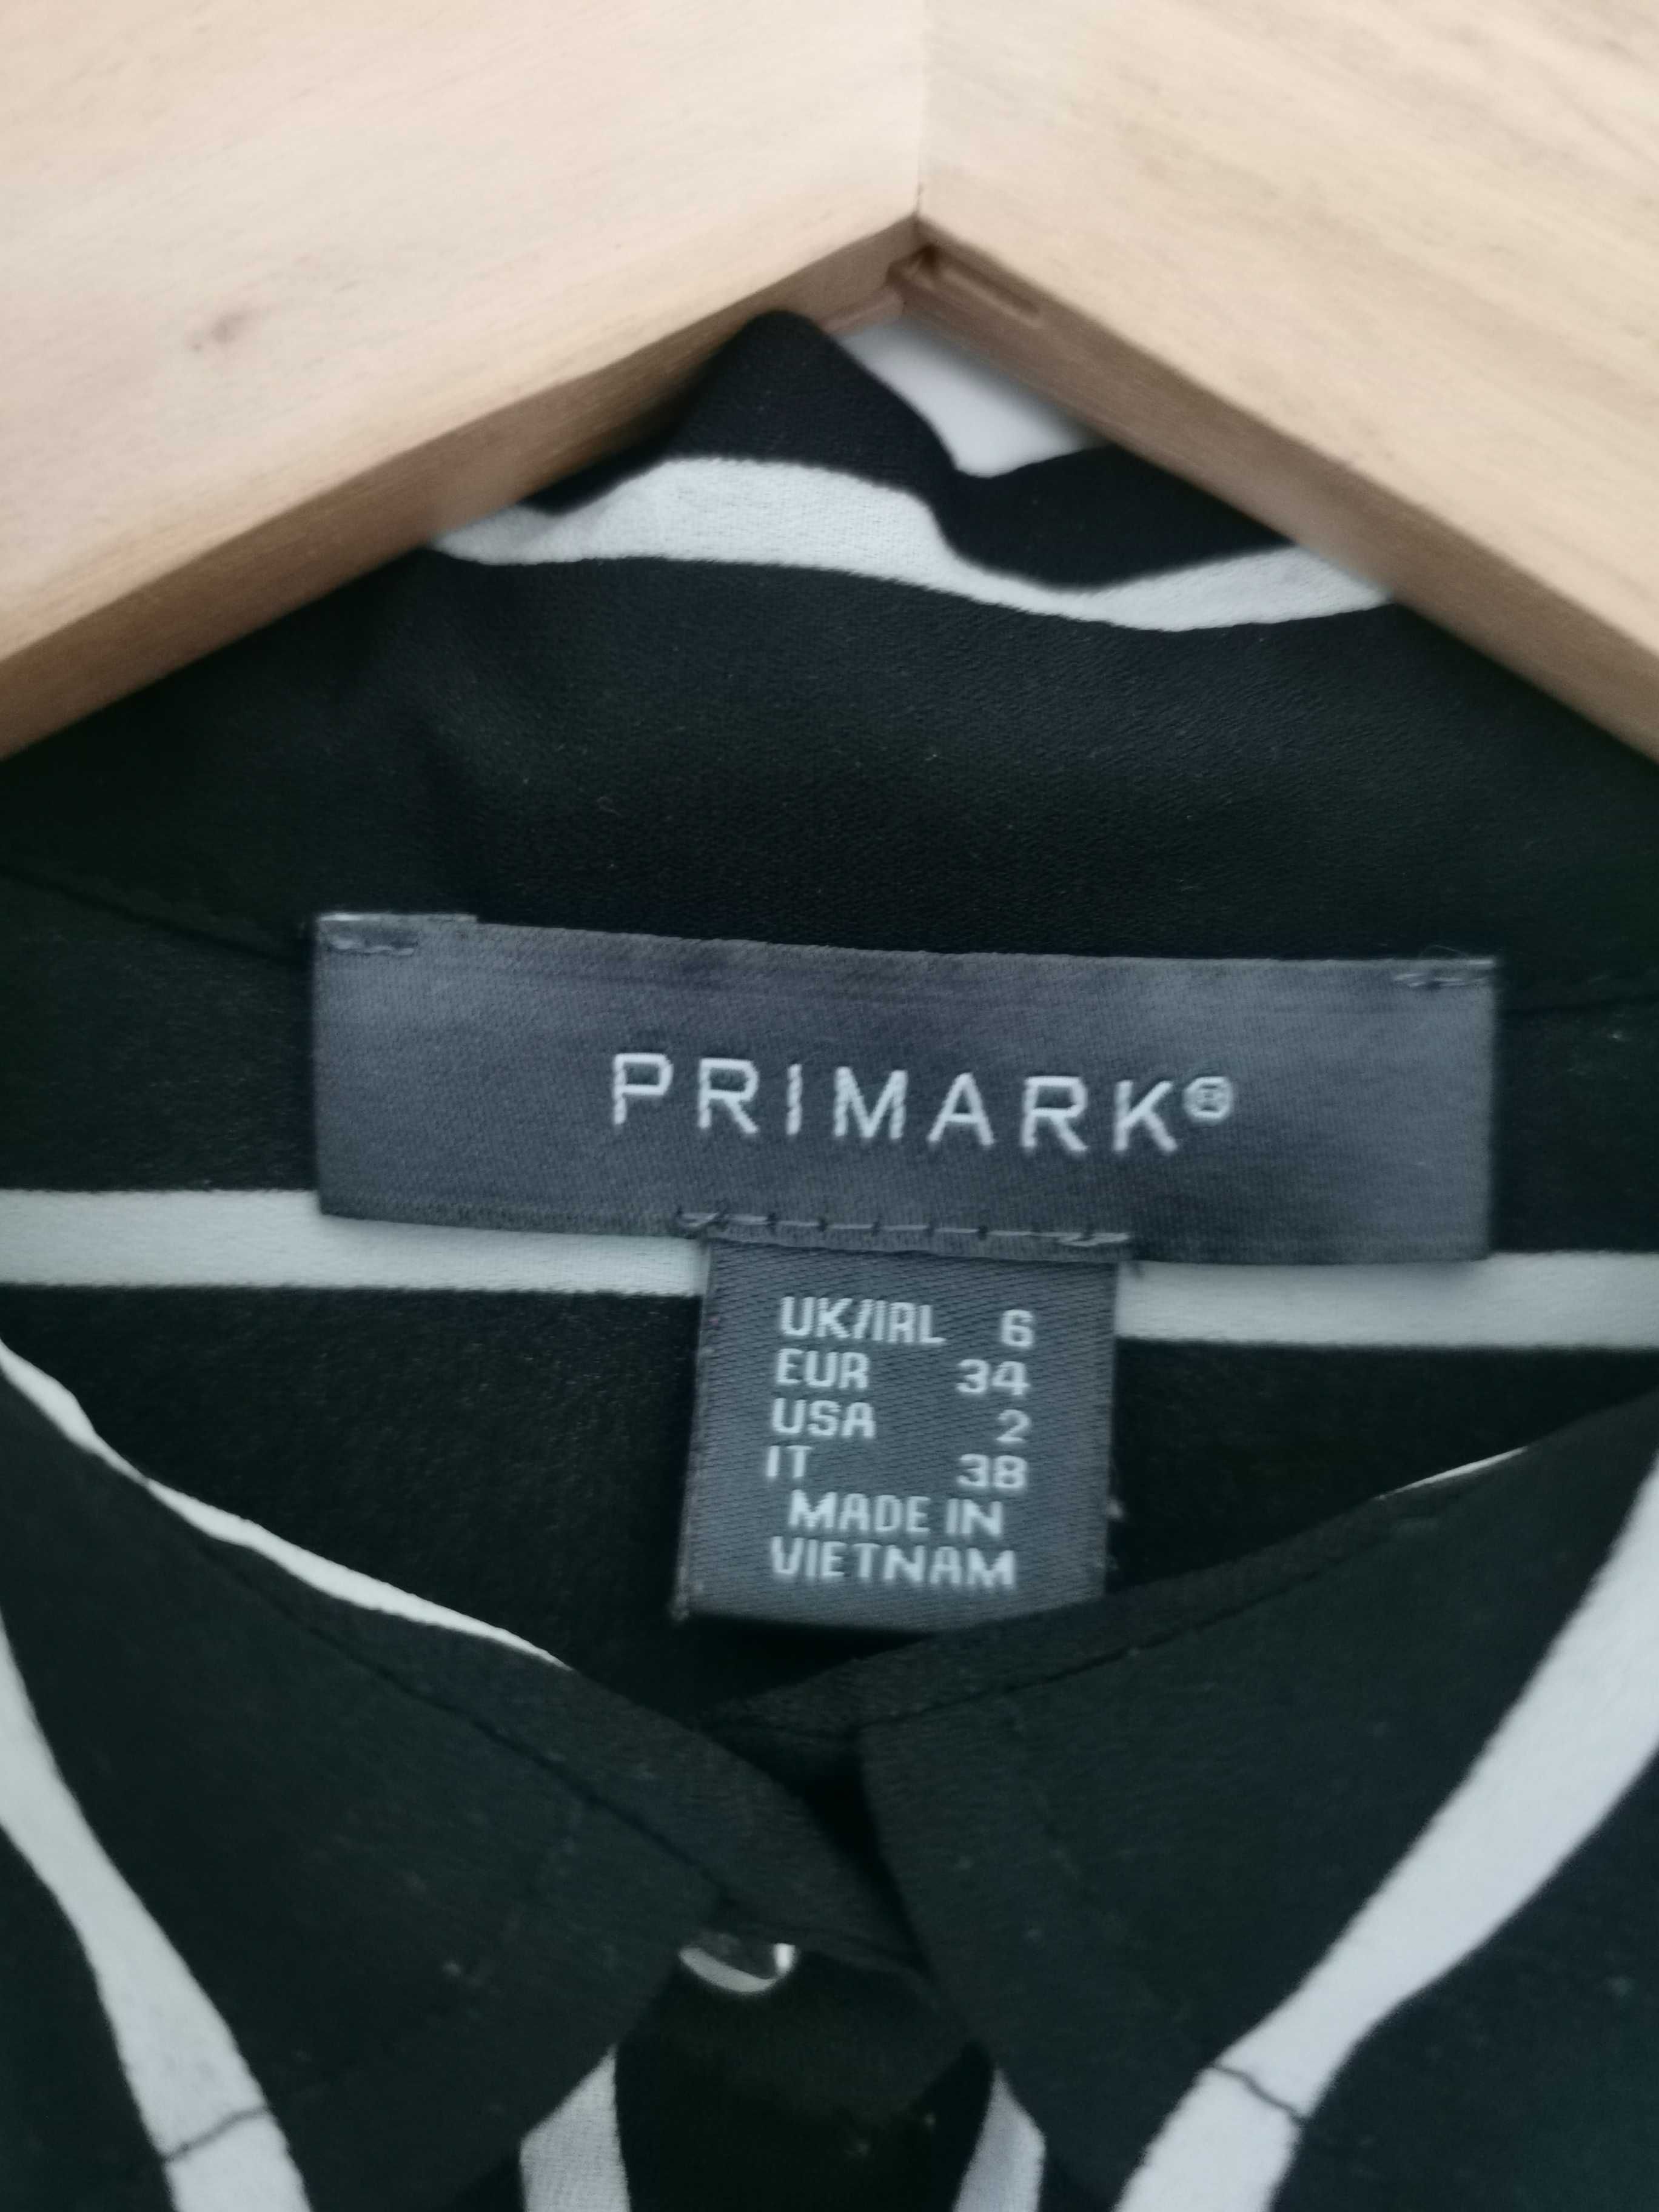 PRIMARK®
UK/IRL 6
EUR 34
USA 2
IT 38
MADE IN
VIETNAM